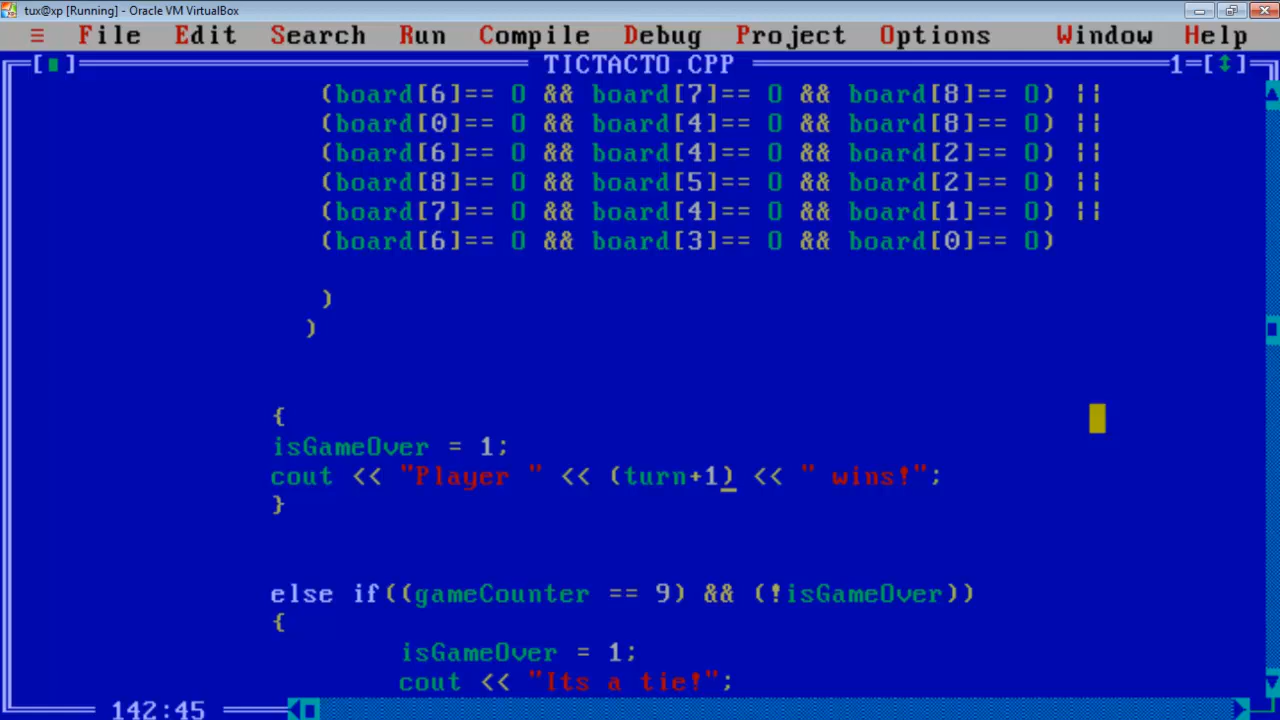 tux@xp [Running] - Oracle VM VirtualBox
≡ File Edit Search Run Compile Debug Project Options Window Help
[■] TICTACTO.CPP 1=[↕]
(board[6]== O && board[7]== O && board[8]== O) ||
(board[0]== O && board[4]== O && board[8]== O) ||
(board[6]== O && board[4]== O && board[2]== O) ||
(board[8]== O && board[5]== O && board[2]== O) ||
(board[7]== O && board[4]== O && board[1]== O) ||
(board[6]== O && board[3]== O && board[0]== O)
)
)
{
isGameOver = 1;
cout << "Player " << (turn+1) << " wins!";
}
else if((gameCounter == 9) && (!isGameOver))
{
isGameOver = 1;
cout << "Its a tie!";
142:45